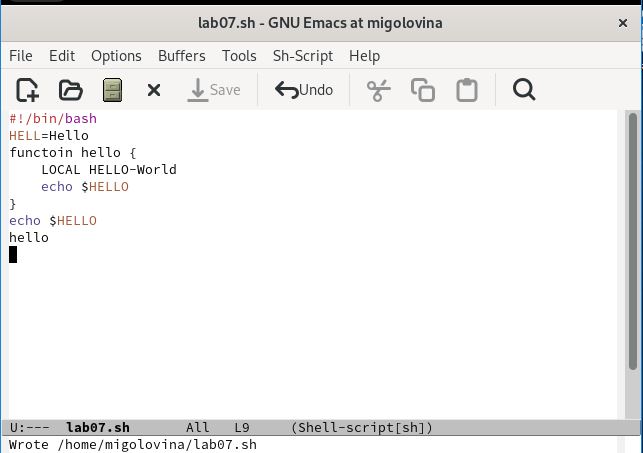 lab07.sh - GNU Emacs at migolovina
File Edit Options Buffers Tools Sh-Script Help
Save Undo
#!/bin/bash
HELL=Hello
functoin hello {
    LOCAL HELLO-World
    echo $HELLO
}
echo $HELLO
hello
U:--- lab07.sh All L9 (Shell-script[sh])
Wrote /home/migolovina/lab07.sh